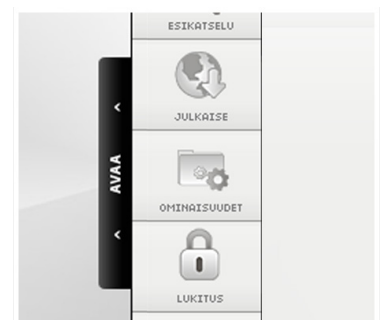 ESIKATSELU
JULKAISE
AVAA
OMINAISUUDET
LUKITUS